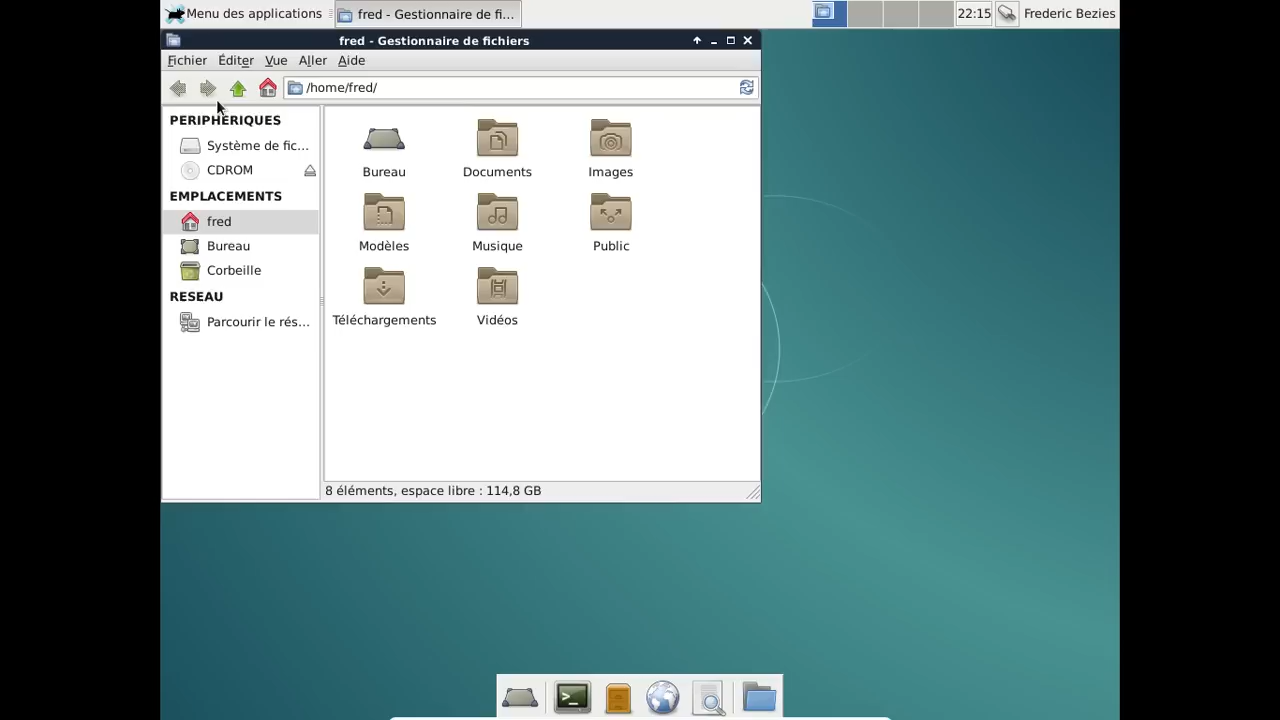 Menu des applications
fred - Gestionnaire de fi...
22:15
Frederic Bezies
fred - Gestionnaire de fichiers
Fichier Éditer Vue Aller Aide
/home/fred/
PÉRIPHÉRIQUES
Système de fic...
CDROM
EMPLACEMENTS
fred
Bureau
Corbeille
RESEAU
Parcourir le rés...
Bureau Documents Images
Modèles Musique Public
Téléchargements Vidéos
8 éléments, espace libre : 114,8 GB